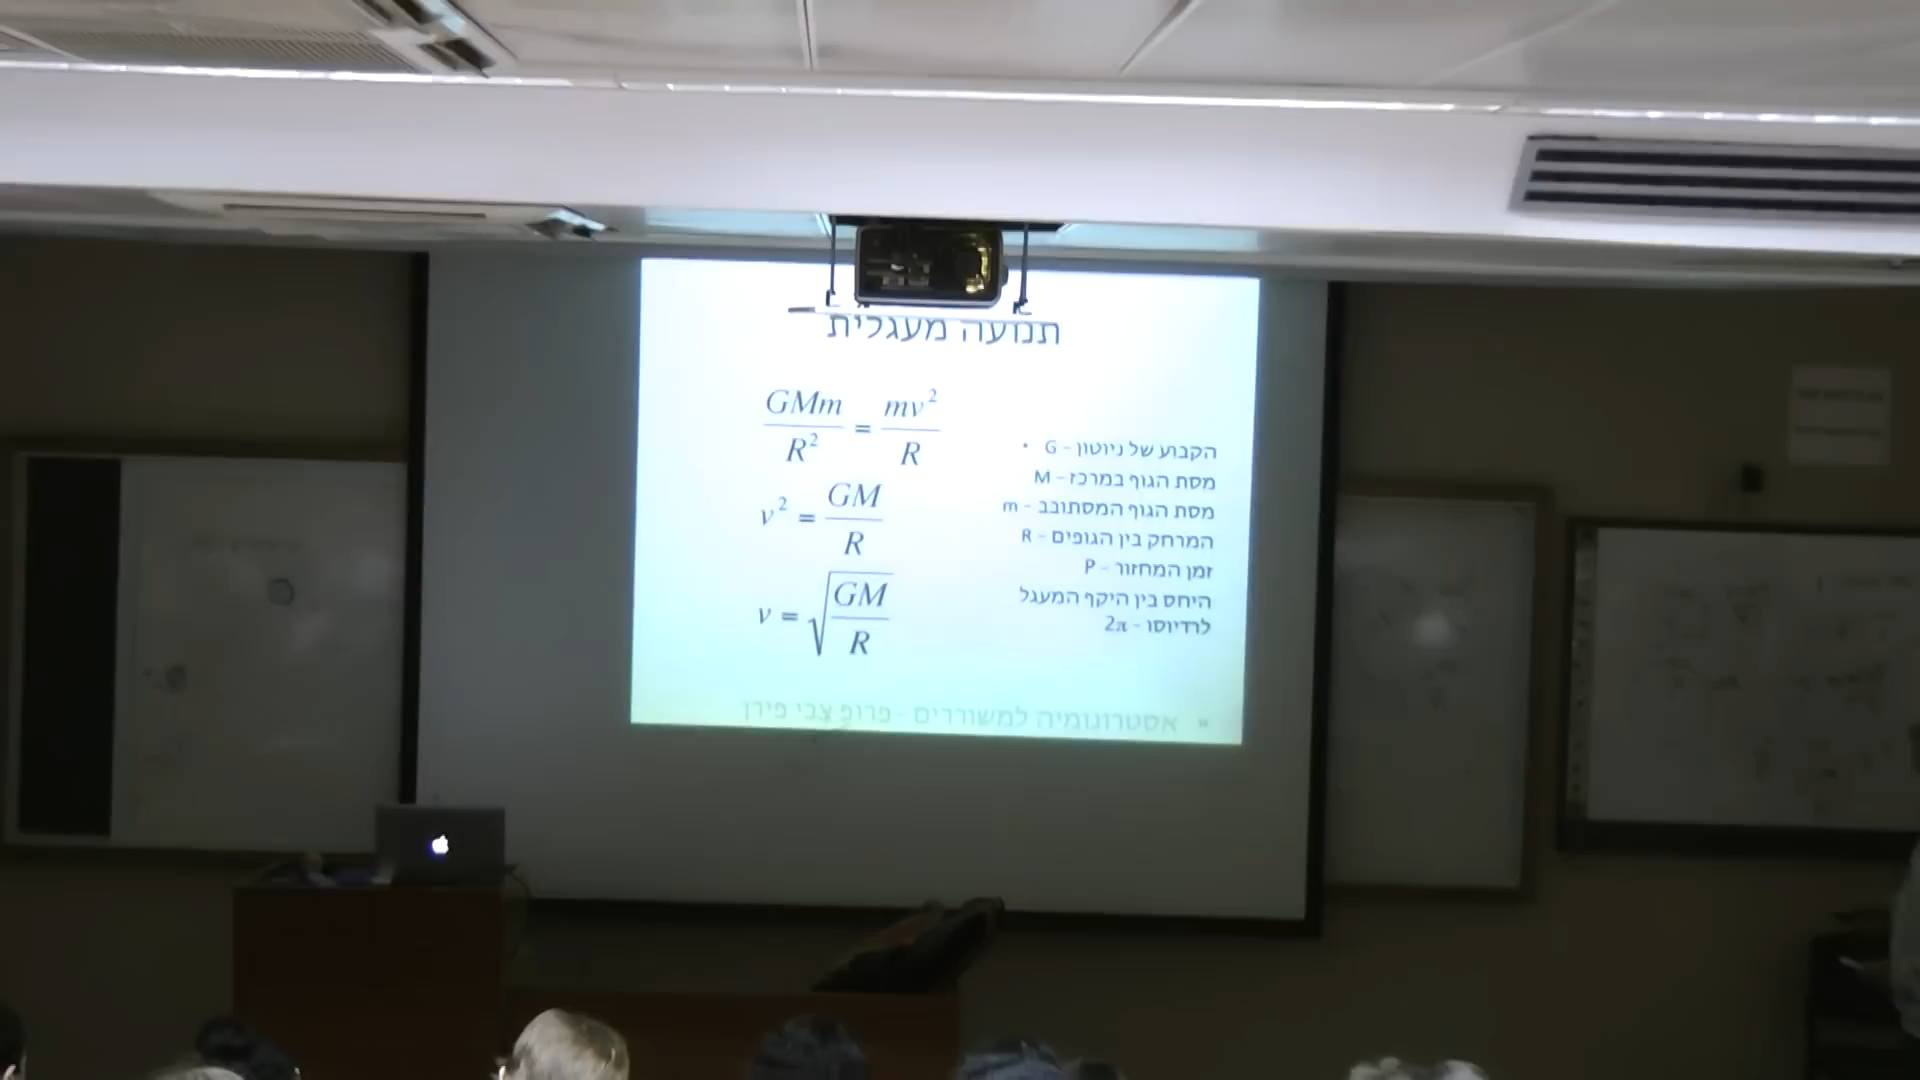 תנועה מעגלית
GMm/R² = mv²/R
v² = GM/R
v = √(GM/R)
• הקבוע של ניוטון - G
מסת הגוף במרכז - M
מסת הגוף המסתובב - m
המרחק בין הגופים - R
זמן המחזור - P
היחס בין היקף המעגל
לרדיוסו - 2π
• אסטרונומיה למשוררים - פרופ צבי פירן